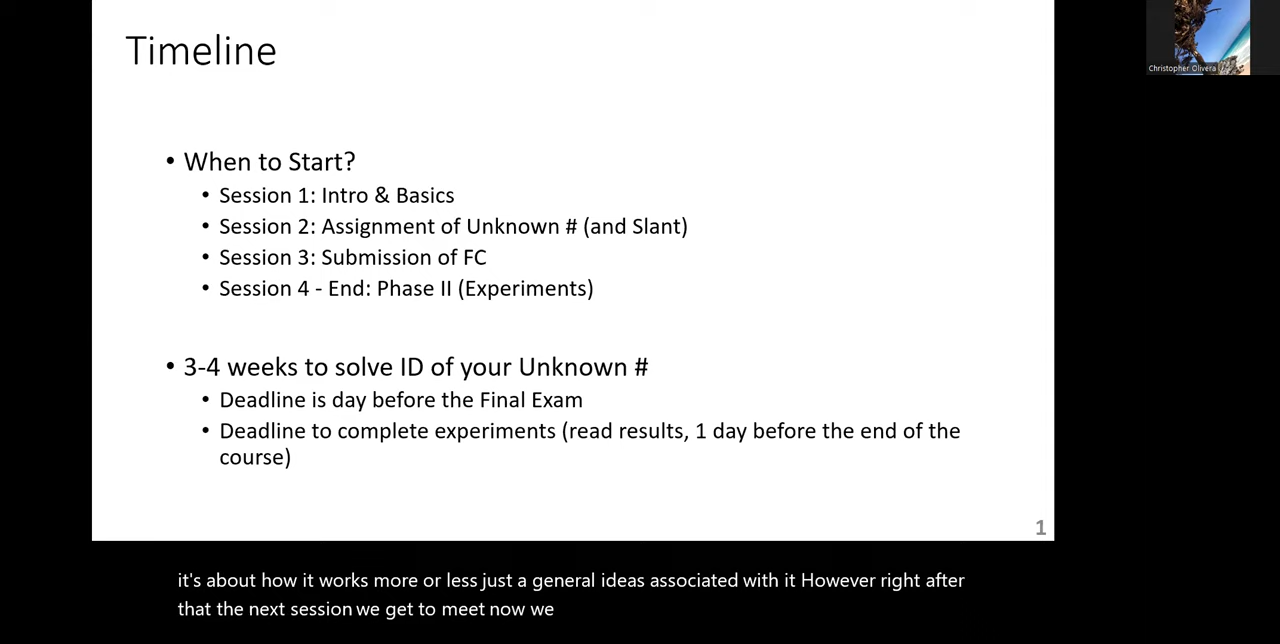 Timeline
Christopher Olivera
• When to Start?
• Session 1: Intro & Basics
• Session 2: Assignment of Unknown # (and Slant)
• Session 3: Submission of FC
• Session 4 - End: Phase II (Experiments)
• 3-4 weeks to solve ID of your Unknown #
• Deadline is day before the Final Exam
• Deadline to complete experiments (read results, 1 day before the end of the
course)
1
it's about how it works more or less just a general ideas associated with it However right after
that the next session we get to meet now we